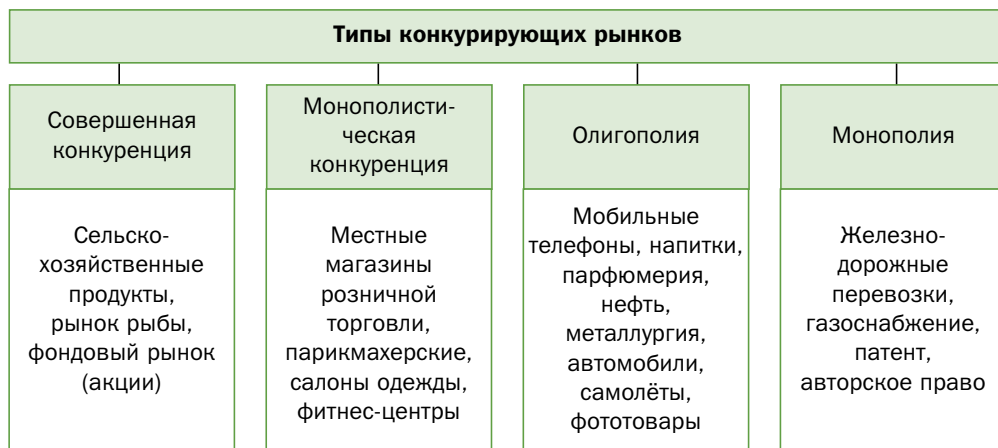 Типы конкурирующих рынков
Совершенная
конкуренция
Монополисти-
ческая
конкуренция
Олигополия
Монополия
Сельско-
хозяйственные
продукты,
рынок рыбы,
фондовый рынок
(акции)
Местные
магазины
розничной
торговли,
парикмахерские,
салоны одежды,
фитнес-центры
Мобильные
телефоны, напитки,
парфюмерия,
нефть,
металлургия,
автомобили,
самолёты,
фототовары
Железно-
дорожные
перевозки,
газоснабжение,
патент,
авторское право